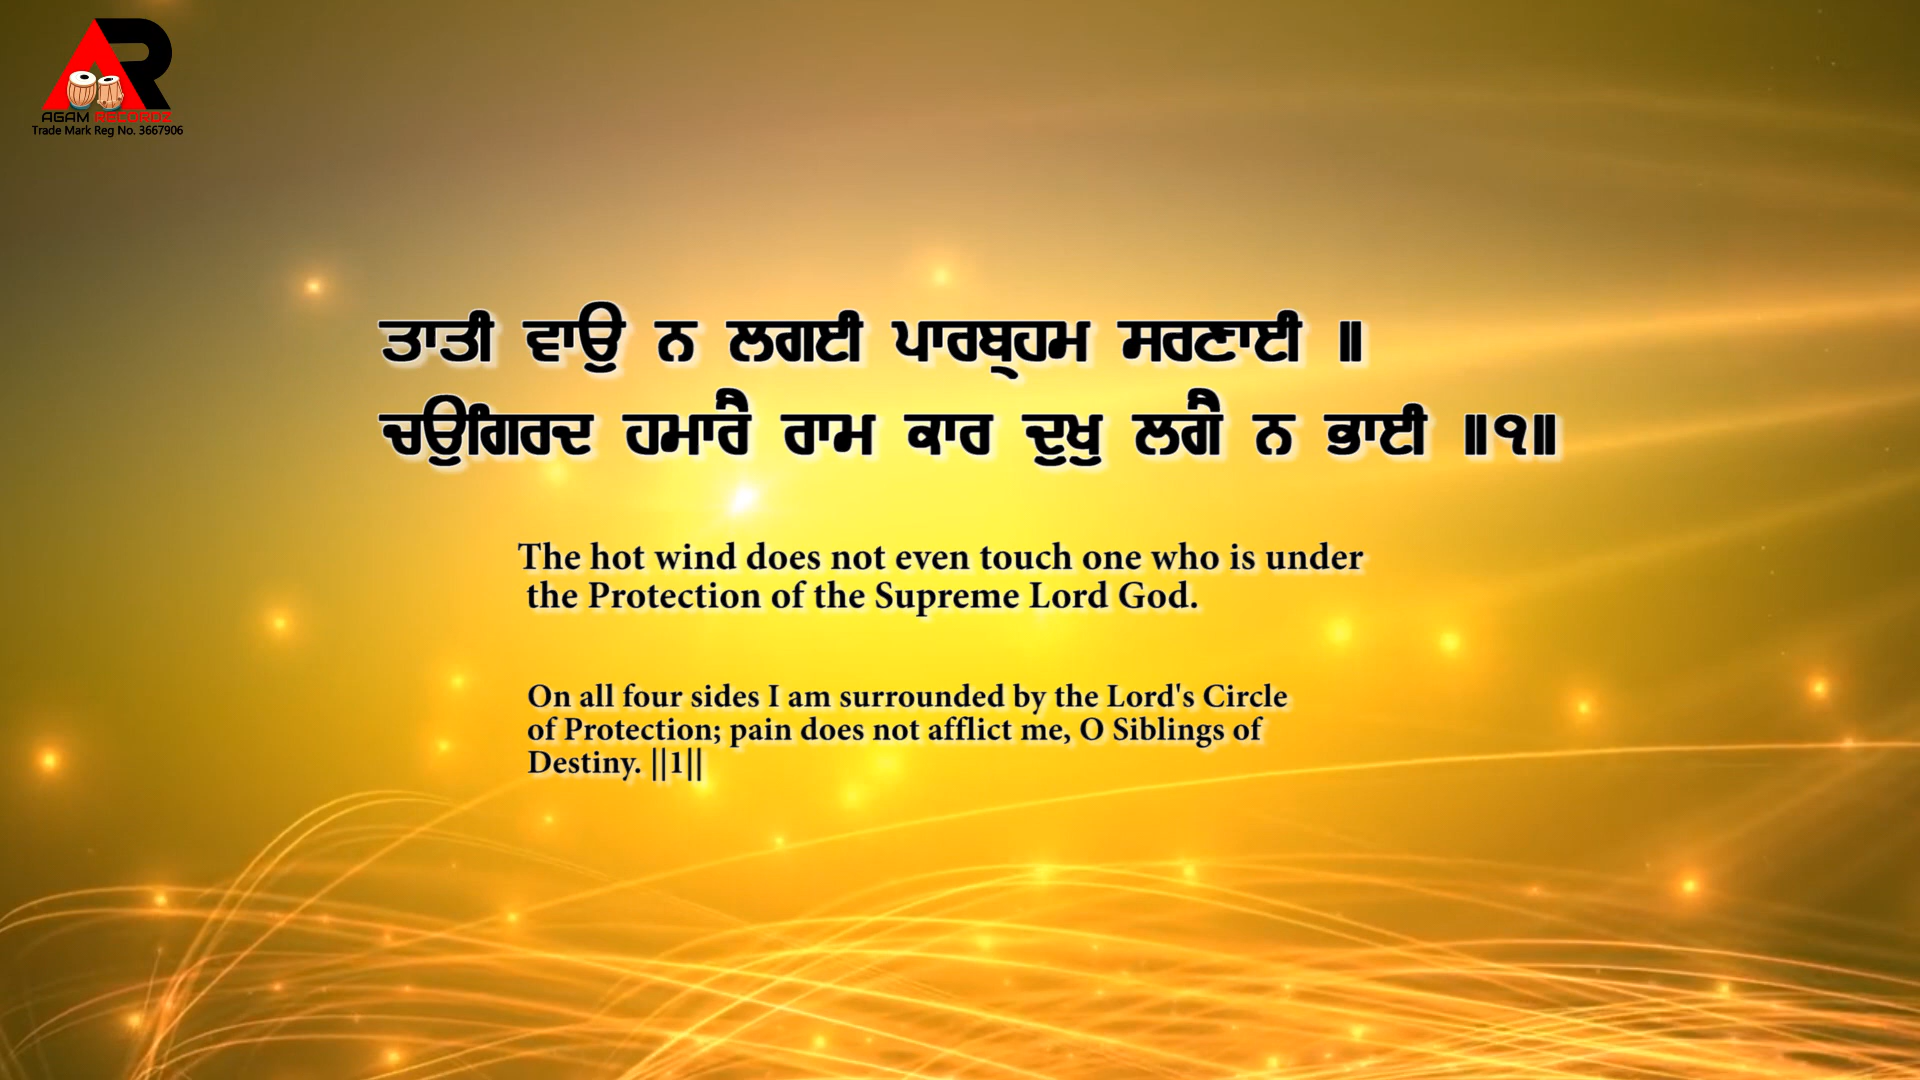 AGAM RECORDZ
Trade Mark Reg No. 3667906
ਤਾਤੀ ਵਾਉ ਨ ਲਗਈ ਪਾਰਬ੍ਹਮ ਸਰਣਾਈ ॥
ਚਉਗਿਰਦ ਹਮਾਰੈ ਰਾਮ ਕਾਰ ਦੁਖੁ ਲਗੈ ਨ ਭਾਈ ॥੧॥
The hot wind does not even touch one who is under
the Protection of the Supreme Lord God.
On all four sides I am surrounded by the Lord's Circle
of Protection; pain does not afflict me, O Siblings of
Destiny. ||1||